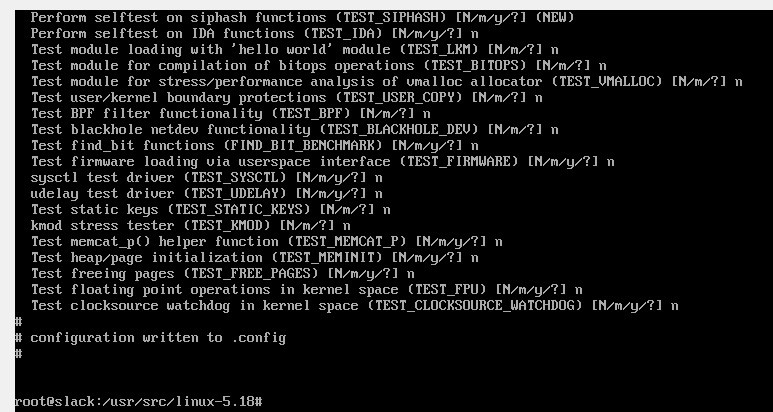 Perform selftest on siphash functions (TEST_SIPHASH) [N/m/y/?] (NEW)
Perform selftest on IDA functions (TEST_IDA) [N/m/y/?] n
Test module loading with 'hello world' module (TEST_LKM) [N/m/?] n
Test module for compilation of bitops operations (TEST_BITOPS) [N/m/?] n
Test module for stress/performance analysis of vmalloc allocator (TEST_VMALLOC) [N/m/?] n
Test user/kernel boundary protections (TEST_USER_COPY) [N/m/?] n
Test BPF filter functionality (TEST_BPF) [N/m/?] n
Test blackhole netdev functionality (TEST_BLACKHOLE_DEV) [N/m/?] n
Test find_bit functions (FIND_BIT_BENCHMARK) [N/m/y/?] n
Test firmware loading via userspace interface (TEST_FIRMWARE) [N/m/y/?] n
sysctl test driver (TEST_SYSCTL) [N/m/y/?] n
udelay test driver (TEST_UDELAY) [N/m/y/?] n
Test static keys (TEST_STATIC_KEYS) [N/m/?] n
kmod stress tester (TEST_KMOD) [N/m/?] n
Test memcat_p() helper function (TEST_MEMCAT_P) [N/m/y/?] n
Test heap/page initialization (TEST_MEMINIT) [N/m/y/?] n
Test freeing pages (TEST_FREE_PAGES) [N/m/y/?] n
Test floating point operations in kernel space (TEST_FPU) [N/m/y/?] n
Test clocksource watchdog in kernel space (TEST_CLOCKSOURCE_WATCHDOG) [N/m/y/?] n
#
# configuration written to .config
#
root@slack:/usr/src/linux-5.18#